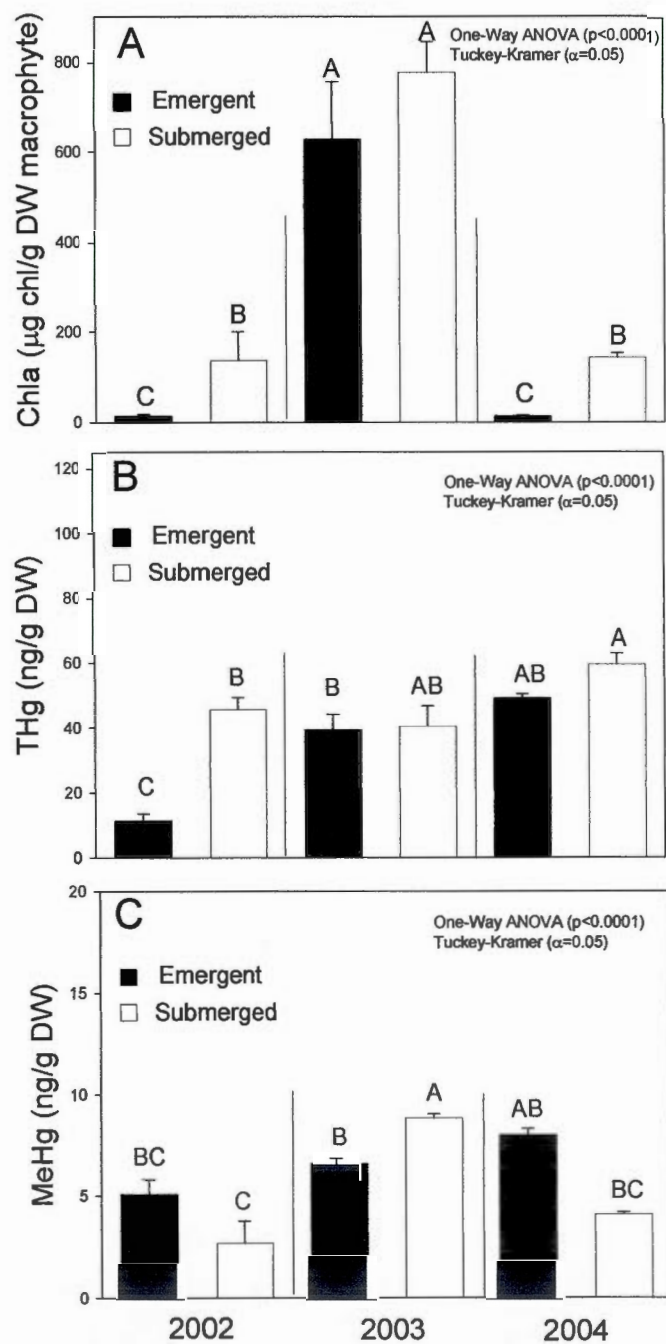 A
One-Way ANOVA (p<0.0001)
Tuckey-Kramer (α=0.05)
Emergent
Submerged
Chla (µg chl/g DW macrophyte)
800
600
400
200
0
C
B
A
A
C
B
B
One-Way ANOVA (p<0.0001)
Tuckey-Kramer (α=0.05)
Emergent
Submerged
THg (ng/g DW)
120
100
80
60
40
20
0
C
B
B
AB
AB
A
C
One-Way ANOVA (p<0.0001)
Tuckey-Kramer (α=0.05)
Emergent
Submerged
MeHg (ng/g DW)
20
15
10
5
0
BC
C
B
A
AB
BC
2002
2003
2004